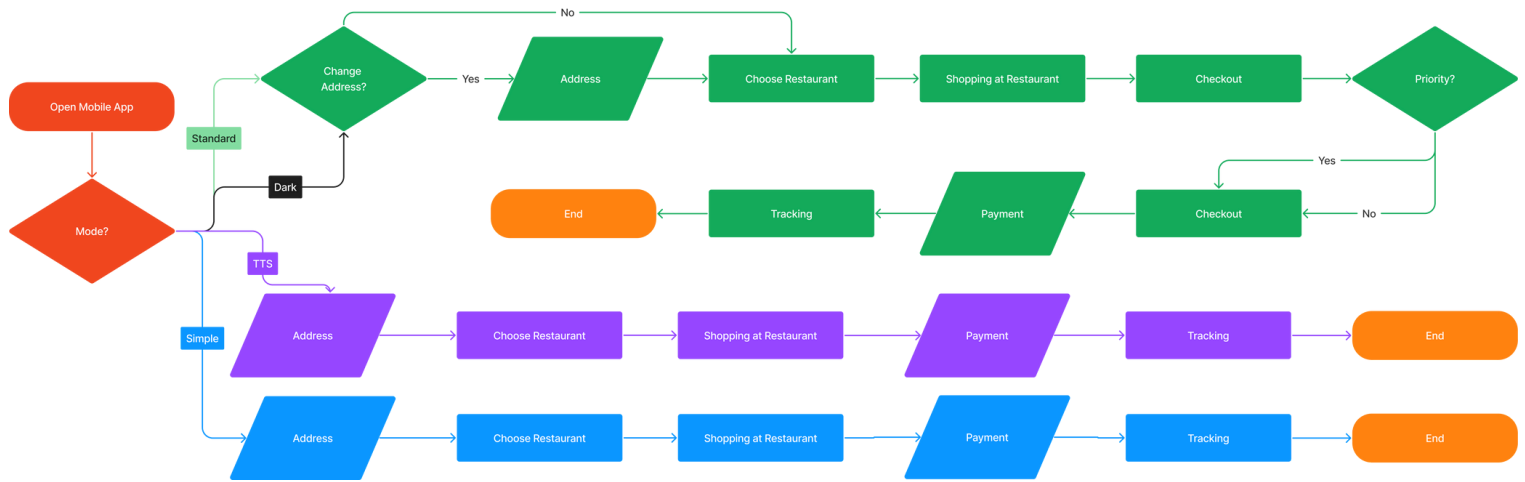 No
Change
Address?
Yes
Address
Choose Restaurant
Shopping at Restaurant
Checkout
Priority?
Open Mobile App
Standard
Yes
Dark
End
Tracking
Payment
Checkout
No
Mode?
TTS
Address
Choose Restaurant
Shopping at Restaurant
Payment
Tracking
End
Simple
Address
Choose Restaurant
Shopping at Restaurant
Payment
Tracking
End